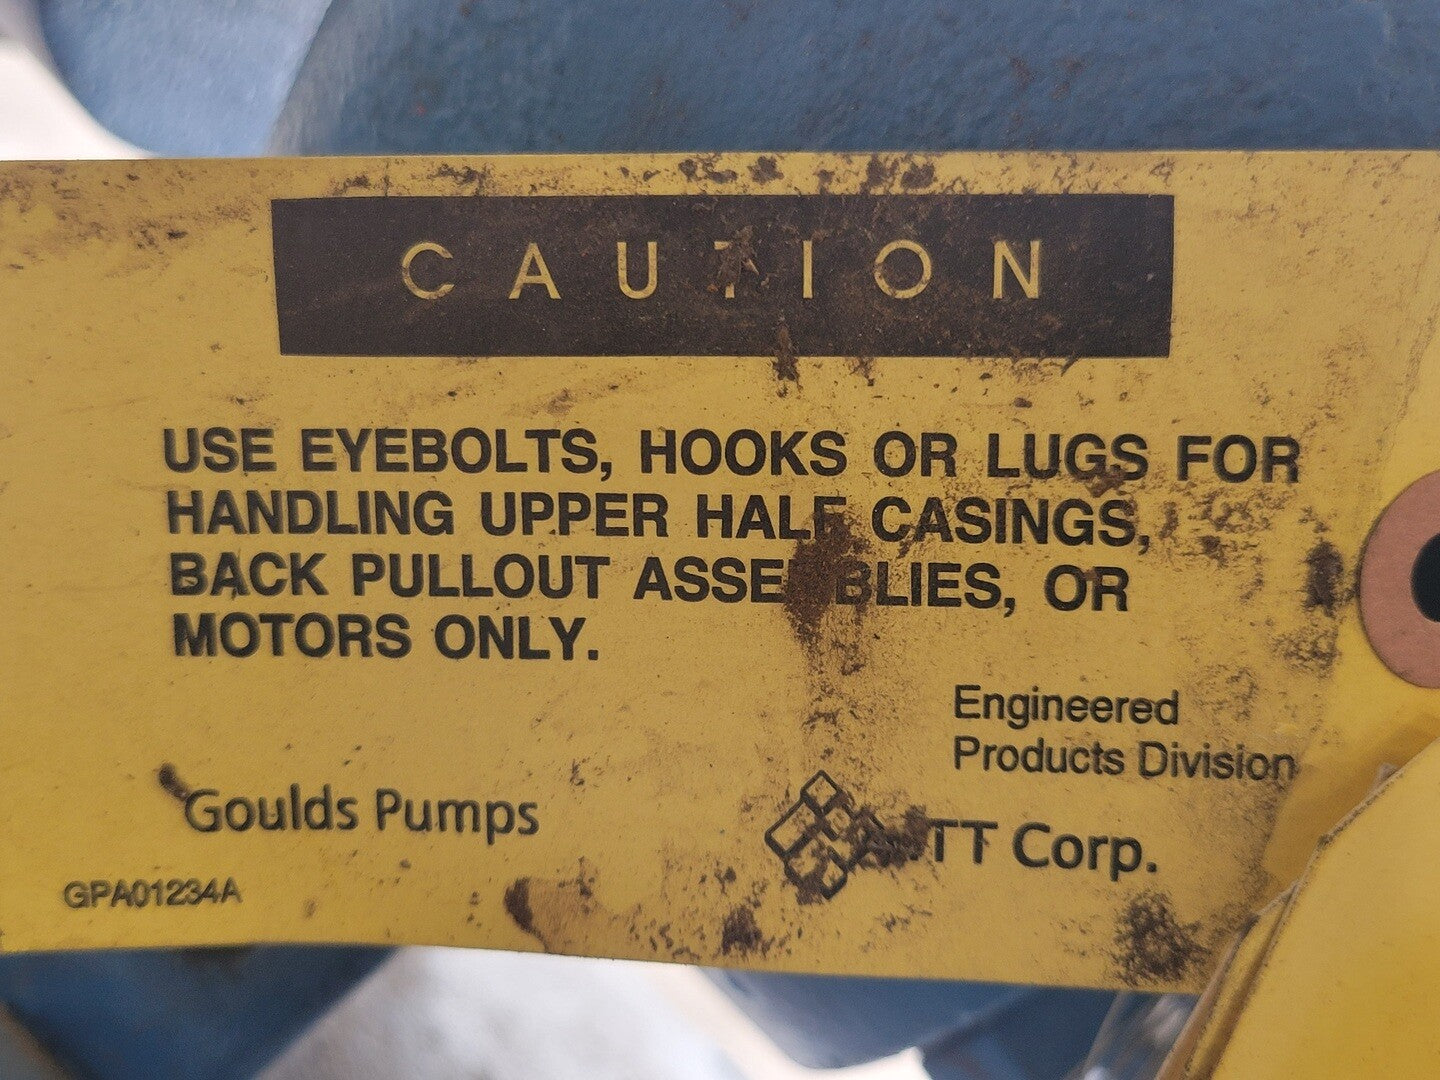 CAUTION
USE EYEBOLTS, HOOKS OR LUGS FOR
HANDLING UPPER HALF CASINGS,
BACK PULLOUT ASSEMBLIES, OR
MOTORS ONLY.
Engineered
Products Division
Goulds Pumps
ITT Corp.
GPA01234A